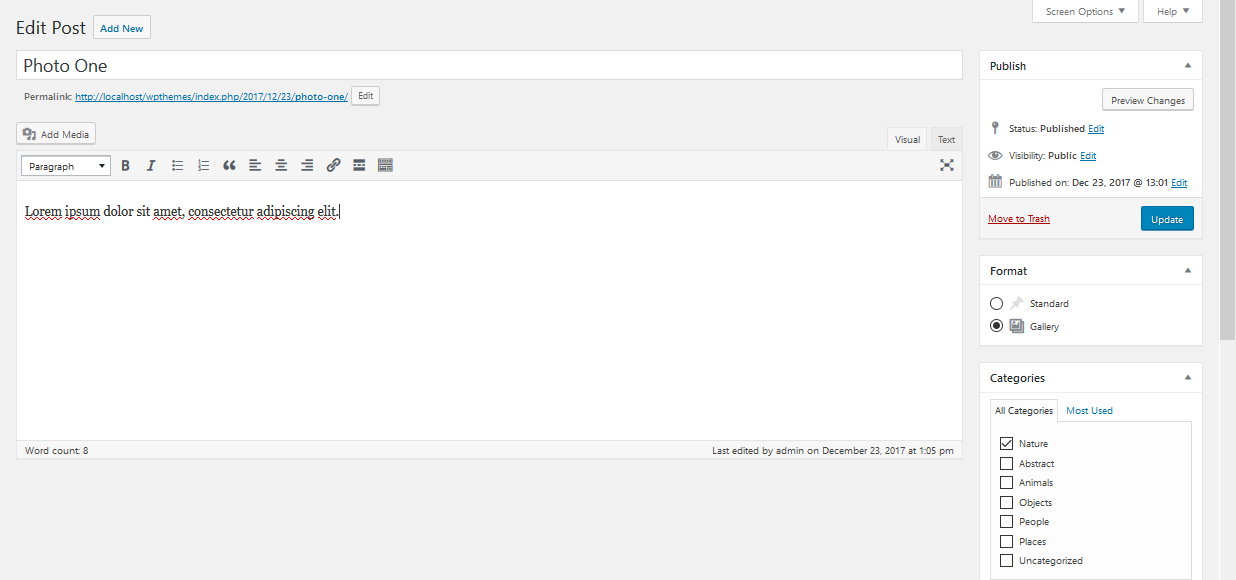 Screen Options
Help
Edit Post
Add New
Photo One
Permalink: http://localhost/wpthemes/index.php/2017/12/23/photo-one/ Edit
Add Media
Visual
Text
Paragraph
B I
Lorem ipsum dolor sit amet, consectetur adipiscing elit.
Word count: 8
Last edited by admin on December 23, 2017 at 1:05 pm
Publish
Preview Changes
Status: Published Edit
Visibility: Public Edit
Published on: Dec 23, 2017 @ 13:01 Edit
Move to Trash
Update
Format
Standard
Gallery
Categories
All Categories
Most Used
Nature
Abstract
Animals
Objects
People
Places
Uncategorized